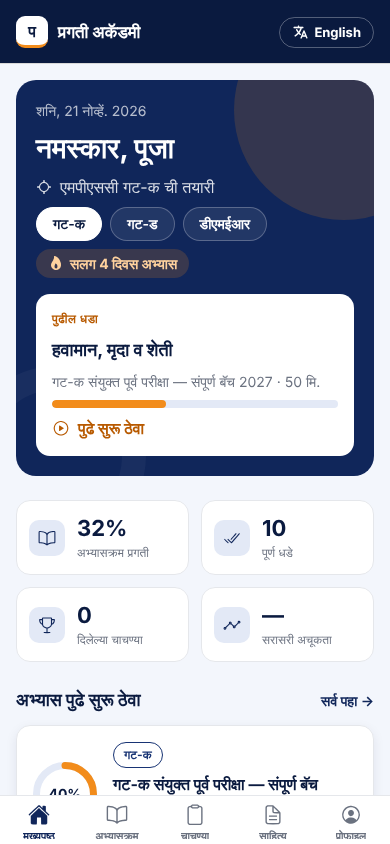 प
प्रगती अकॅडमी
English
शनि, 21 नोव्हें. 2026
नमस्कार, पूजा
एमपीएससी गट-क ची तयारी
गट-क
गट-ड
डीएमईआर
सलग 4 दिवस अभ्यास
पुढील धडा
हवामान, मृदा व शेती
गट-क संयुक्त पूर्व परीक्षा — संपूर्ण बॅच 2027 · 50 मि.
पुढे सुरू ठेवा
32%
अभ्यासक्रम प्रगती
10
पूर्ण धडे
0
दिलेल्या चाचण्या
—
सरासरी अचूकता
अभ्यास पुढे सुरू ठेवा
सर्व पहा →
गट-क
गट-क संयुक्त पूर्व परीक्षा — संपूर्ण बॅच
40%
मुख्यपृष्ठ
अभ्यासक्रम
चाचण्या
साहित्य
प्रोफाइल